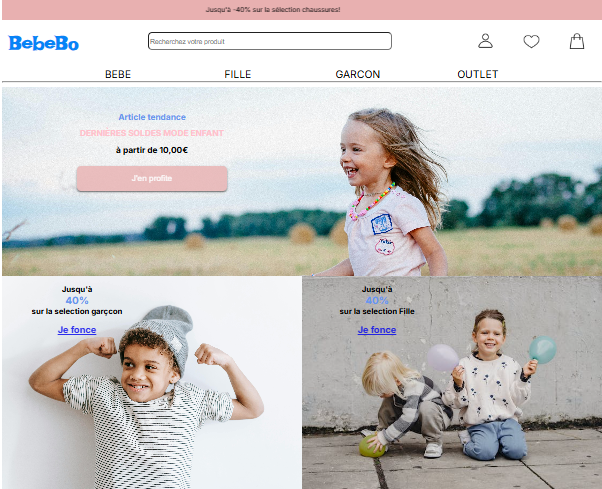 Jusqu'à -40% sur la sélection chaussures!
BebeBo
Recherchez votre produit
BEBE FILLE GARCON OUTLET
Article tendance
DERNIERES SOLDES MODE ENFANT
à partir de 10,00€
J'en profite
Jusqu'à
40%
sur la selection garçcon
Je fonce
Jusqu'à
40%
sur la selection Fille
Je fonce